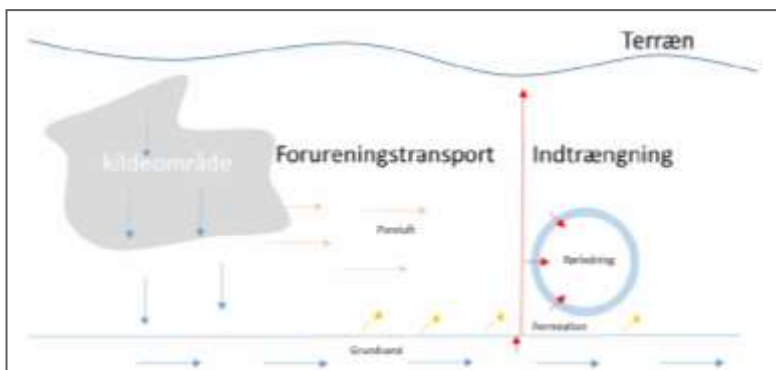 Terræn
kildeområde
Forureningstransport
Indtrængning
Poreluft
Rørledning
Permeation
Grundvand